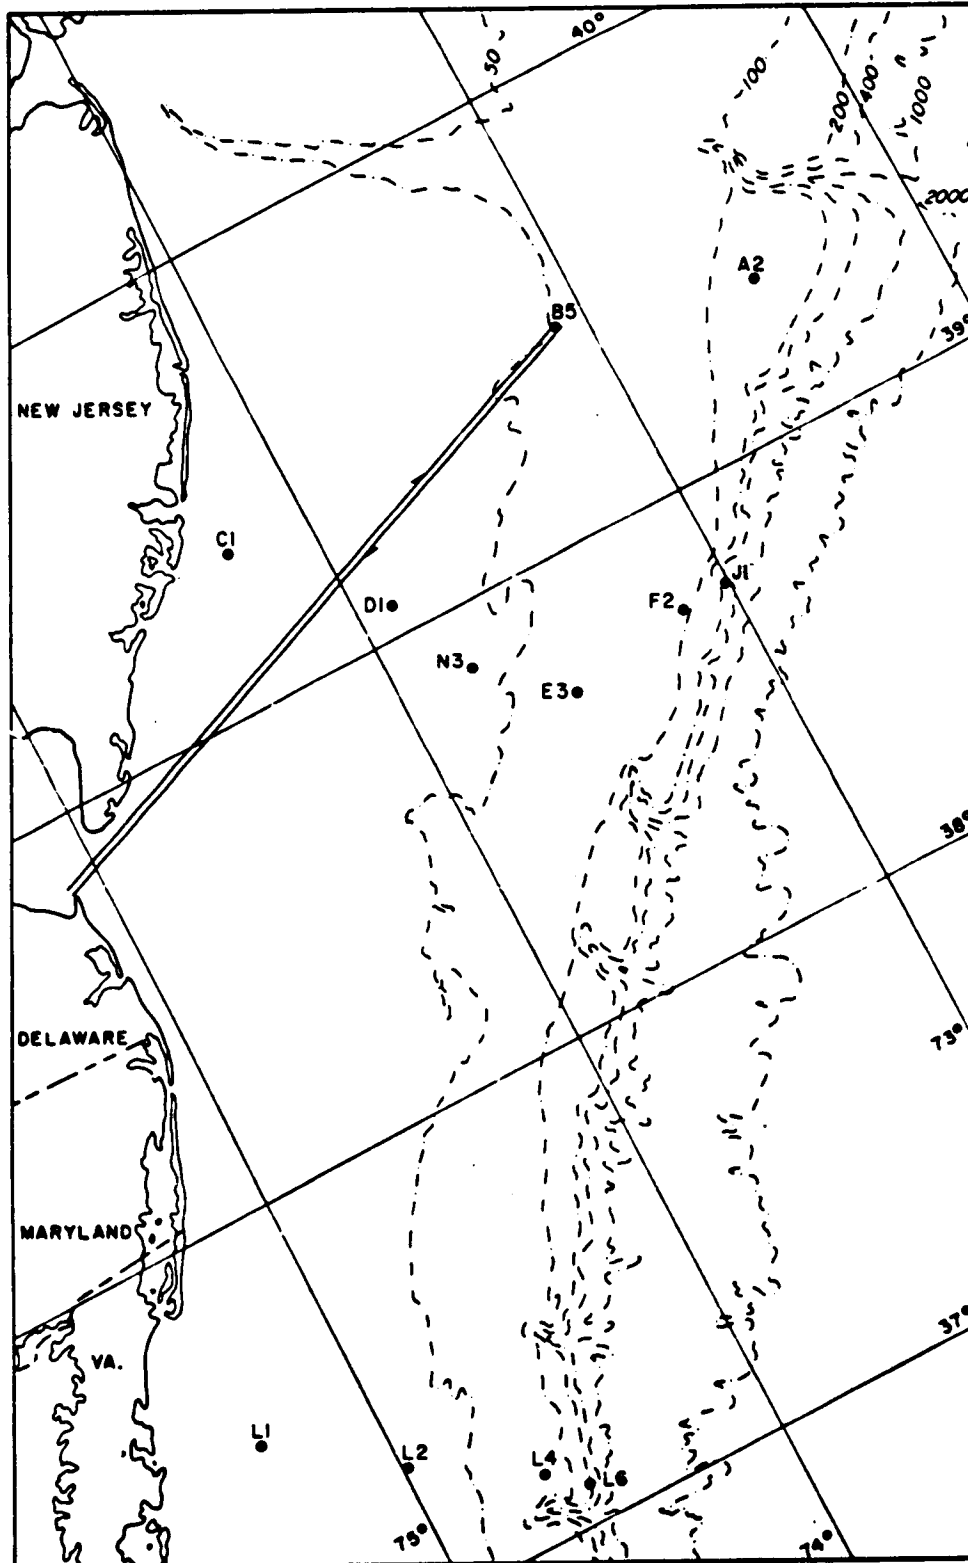 40°
50
100
200
400
1000
2000
A2
B5
39°
NEW JERSEY
C1
J1
D1
F2
N3
E3
38°
DELAWARE
73°
MARYLAND
37°
VA.
L1
L2
L4
L6
75°
74°